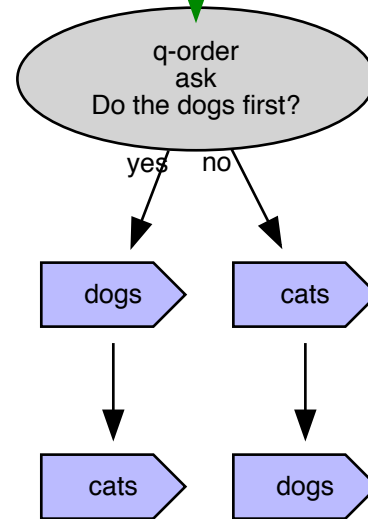 q-order
ask
Do the dogs first?
yes
no
dogs
cats
cats
dogs